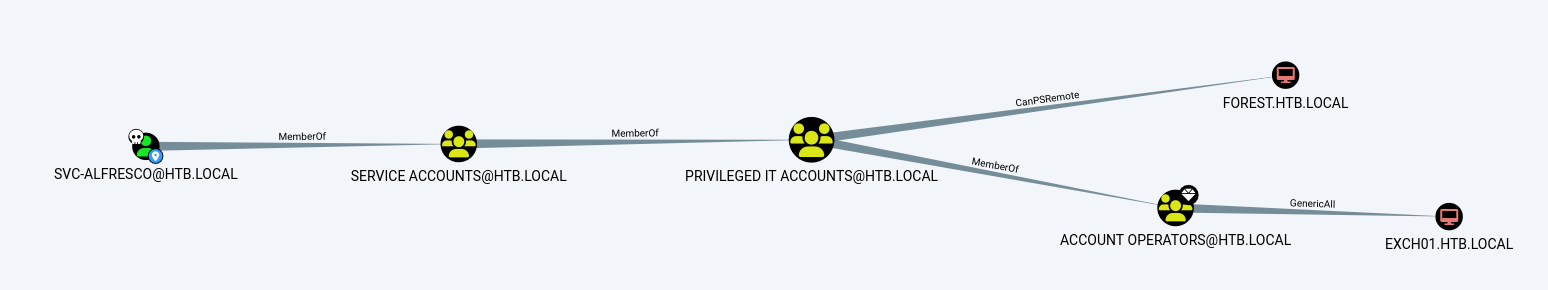 MemberOf
SVC-ALFRESCO@HTB.LOCAL
SERVICE ACCOUNTS@HTB.LOCAL
MemberOf
PRIVILEGED IT ACCOUNTS@HTB.LOCAL
CanPSRemote
FOREST.HTB.LOCAL
MemberOf
ACCOUNT OPERATORS@HTB.LOCAL
GenericAll
EXCH01.HTB.LOCAL